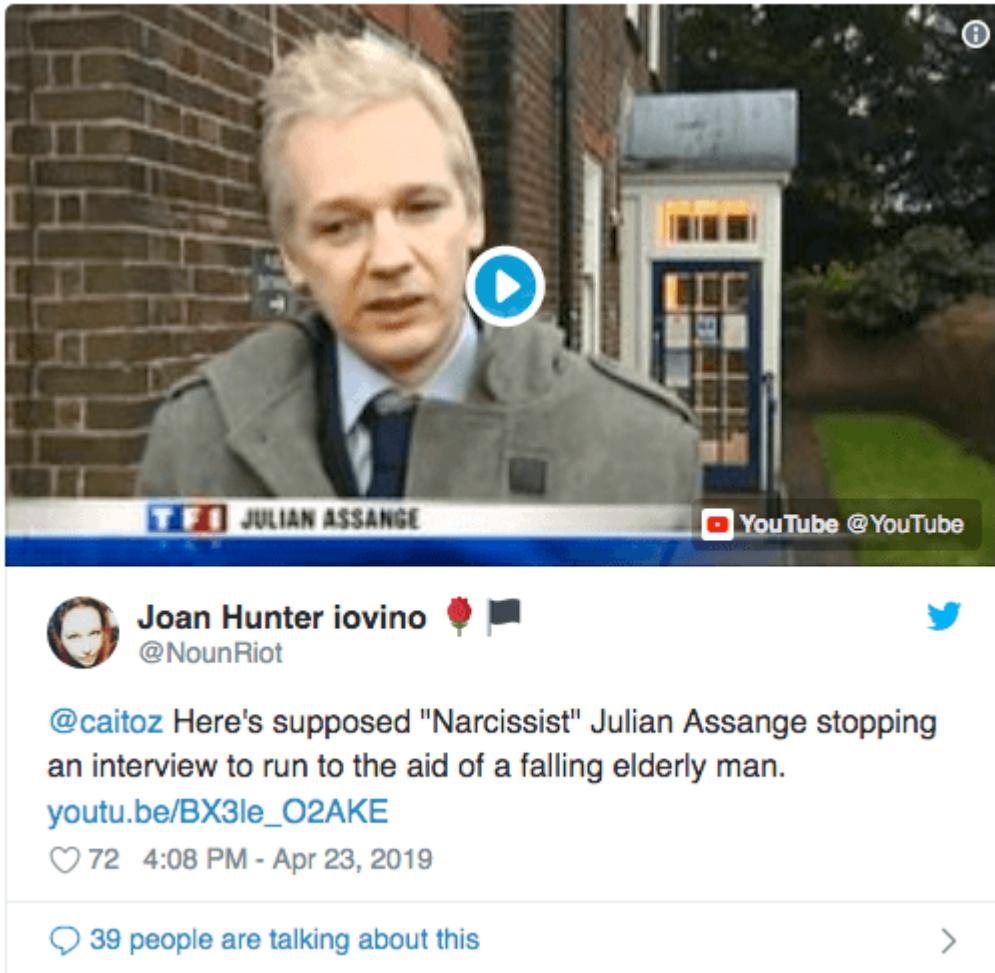 TF1 JULIAN ASSANGE
YouTube @YouTube
Joan Hunter iovino
@NounRiot
@caitoz Here's supposed "Narcissist" Julian Assange stopping
an interview to run to the aid of a falling elderly man.
youtu.be/BX3le_O2AKE
72 4:08 PM - Apr 23, 2019
39 people are talking about this